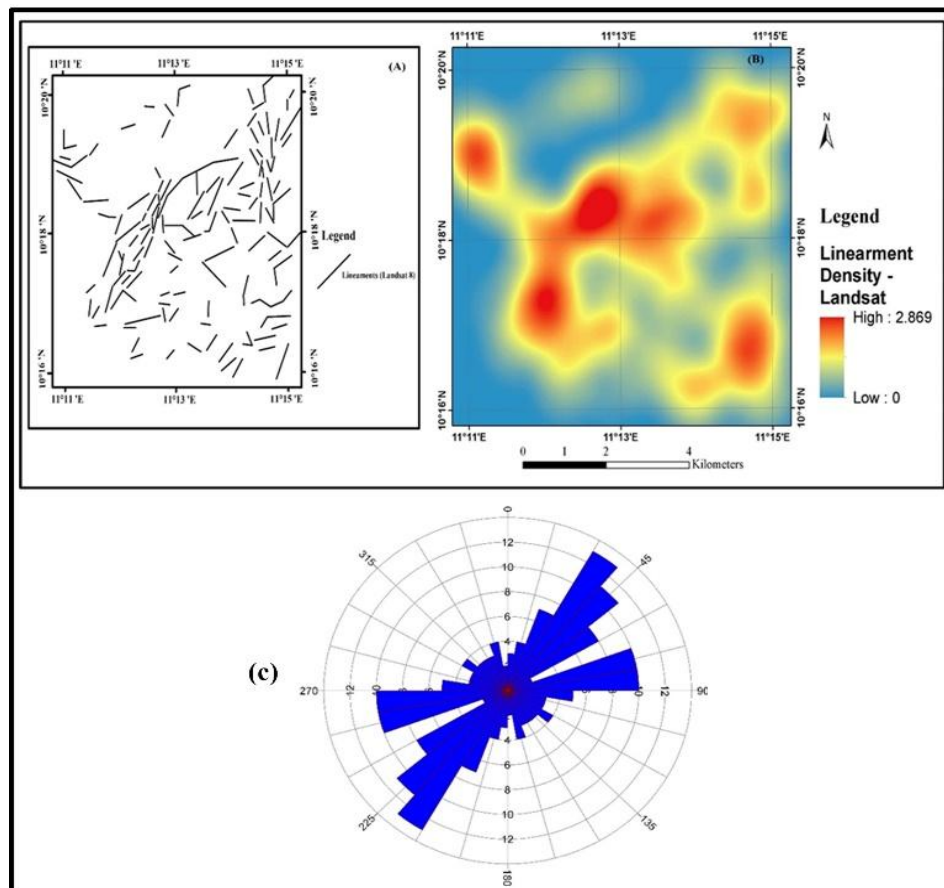 11°11'E
11°13'E
11°15'E
(A)
10°20'N
10°20'N
10°18'N
10°18'N
Legend
Lineaments (Landsat 8)
10°16'N
10°16'N
11°11'E
11°13'E
11°15'E
11°11'E
11°13'E
11°15'E
(B)
10°20'N
10°20'N
N
10°18'N
10°18'N
Legend
Linearment
Density -
Landsat
High : 2.869
Low : 0
10°16'N
10°16'N
11°11'E
11°13'E
11°15'E
0 1 2 4
Kilometers
(c)
0
45
90
135
180
225
270
315
12
10
8
6
4
4
6
8
10
12
10
12